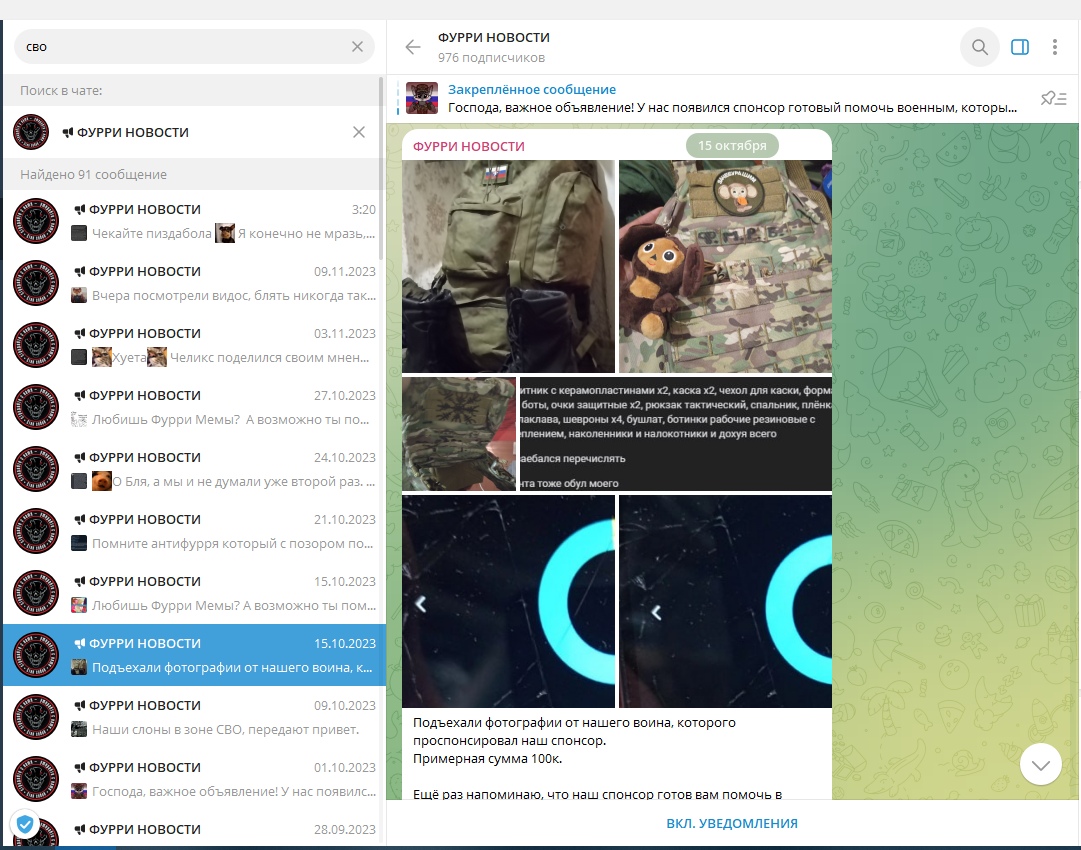 сво
Поиск в чате:
ФУРРИ НОВОСТИ
Найдено 91 сообщение
ФУРРИ НОВОСТИ 3:20
Чекайте пиздабола Я конечно не мразь,...
ФУРРИ НОВОСТИ 09.11.2023
Вчера посмотрели видос, блять никогда так...
ФУРРИ НОВОСТИ 03.11.2023
Хуета Челикс поделился своим мнен...
ФУРРИ НОВОСТИ 27.10.2023
Любишь Фурри Мемы? А возможно ты по...
ФУРРИ НОВОСТИ 24.10.2023
О Бля, а мы и не думали уже второй раз. ...
ФУРРИ НОВОСТИ 21.10.2023
Помните антифурря который с позором по...
ФУРРИ НОВОСТИ 15.10.2023
Любишь Фурри Мемы? А возможно ты пом...
ФУРРИ НОВОСТИ 15.10.2023
Подъехали фотографии от нашего воина, к...
ФУРРИ НОВОСТИ 09.10.2023
Наши слоны в зоне СВО, передают привет.
ФУРРИ НОВОСТИ 01.10.2023
Господа, важное объявление! У нас появилс...
ФУРРИ НОВОСТИ 28.09.2023
ФУРРИ НОВОСТИ
976 подписчиков
Закреплённое сообщение
Господа, важное объявление! У нас появился спонсор готовый помочь военным, которы...
ФУРРИ НОВОСТИ
15 октября
итник с керамопластинами х2, каска х2, чехол для каски, форм
боты, очки защитные х2, рюкзак тактический, спальник, плёнк
лаклава, шевроны х4, бушлат, ботинки рабочие резиновые с
еплением, наколенники и налокотники и дохуя всего
аебался перечислять
нта тоже обул моего
Подъехали фотографии от нашего воина, которого
проспонсировал наш спонсор.
Примерная сумма 100к.
Ещё раз напоминаю, что наш спонсор готов вам помочь в
ВКЛ. УВЕДОМЛЕНИЯ